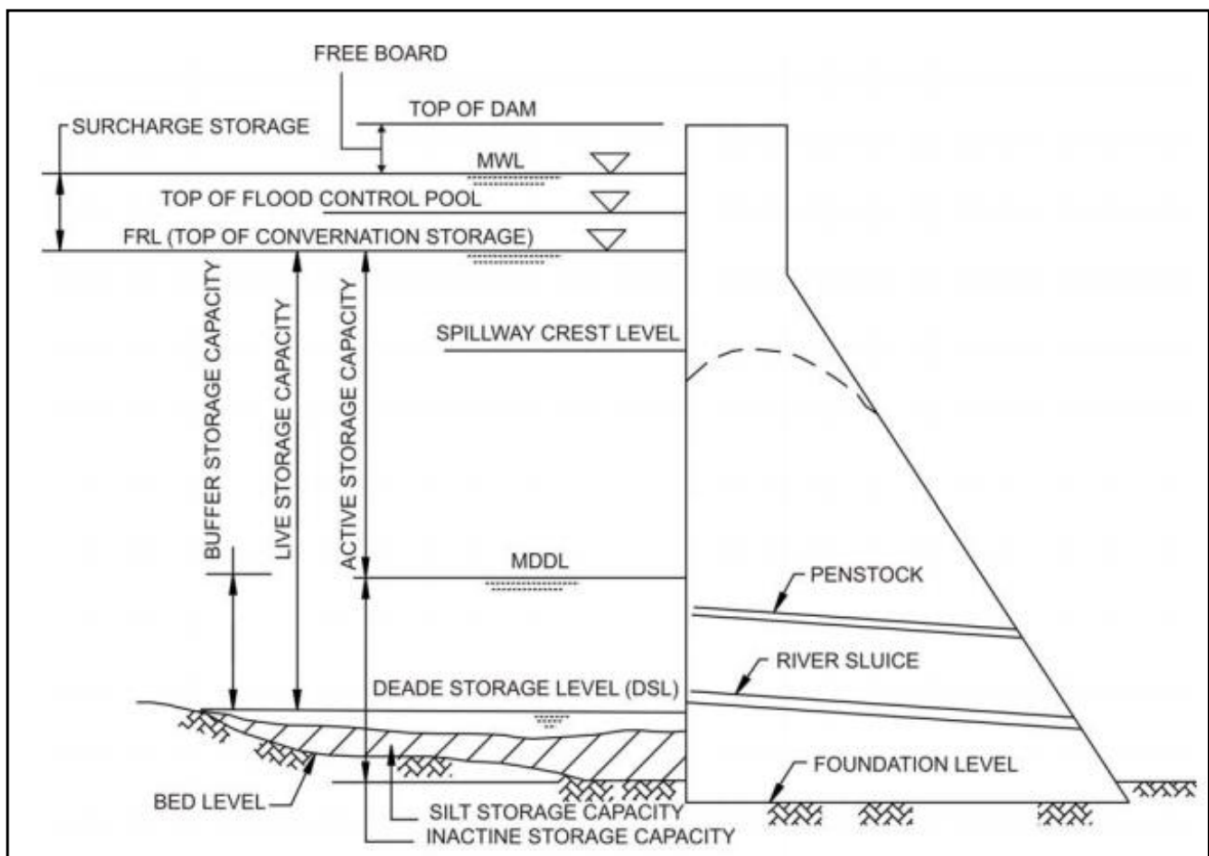 FREE BOARD
TOP OF DAM
SURCHARGE STORAGE
MWL
TOP OF FLOOD CONTROL POOL
FRL (TOP OF CONVERNATION STORAGE)
BUFFER STORAGE CAPACITY
LIVE STORAGE CAPACITY
ACTIVE STORAGE CAPACITY
SPILLWAY CREST LEVEL
MDDL
PENSTOCK
RIVER SLUICE
DEADE STORAGE LEVEL (DSL)
FOUNDATION LEVEL
BED LEVEL
SILT STORAGE CAPACITY
INACTINE STORAGE CAPACITY